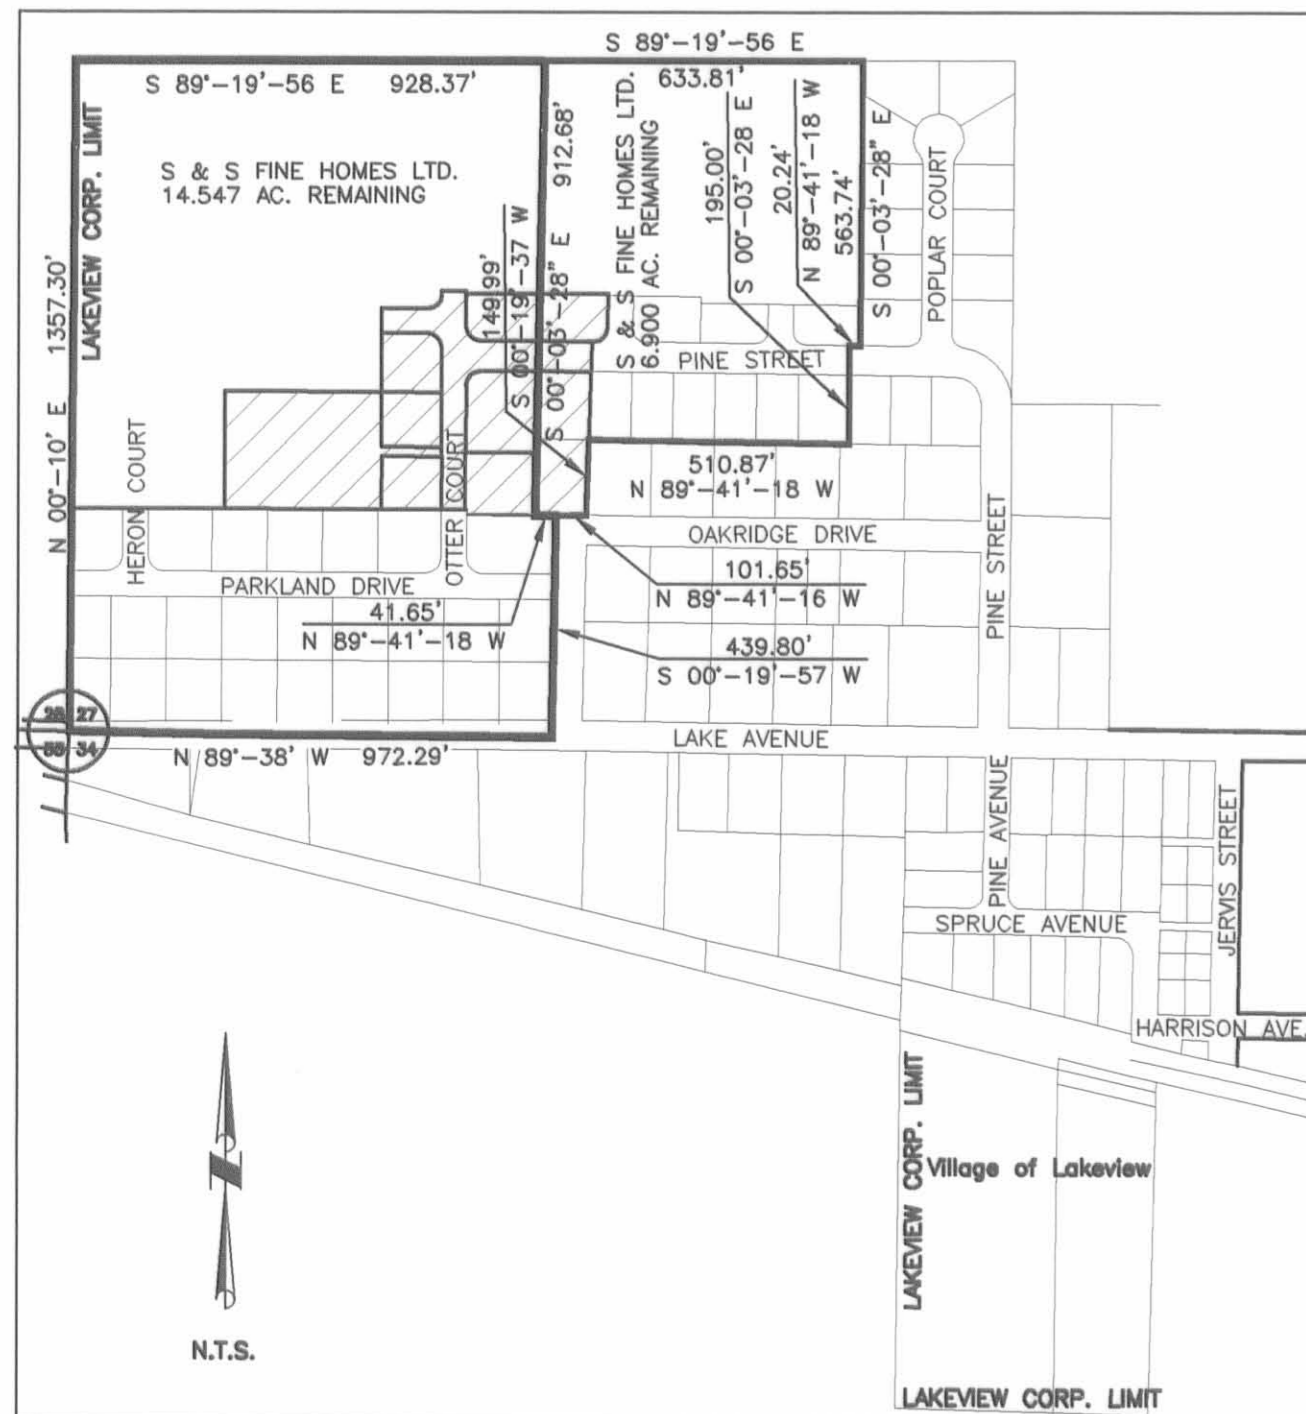 S 89°-19'-56 E
S 89°-19'-56 E 928.37'
633.81'
LAKEVIEW CORP. LIMIT
S & S FINE HOMES LTD.
14.547 AC. REMAINING
N 00°-10' E 1357.30'
149.99'
S 00°-19'-37 W
S 00°-03'-28" E 912.68'
S & S FINE HOMES LTD.
6.900 AC. REMAINING
195.00'
S 00°-03'-28 E
20.24'
N 89°-41'-18 W
563.74'
S 00°-03'-28" E
POPLAR COURT
PINE STREET
HERON COURT
OTTER COURT
510.87'
N 89°-41'-18 W
OAKRIDGE DRIVE
PINE STREET
PARKLAND DRIVE
101.65'
N 89°-41'-16 W
41.65'
N 89°-41'-18 W
439.80'
S 00°-19'-57 W
27
34
N 89°-38' W 972.29'
LAKE AVENUE
PINE AVENUE
JERVIS STREET
SPRUCE AVENUE
HARRISON AVE.
LAKEVIEW CORP. LIMIT
Village of Lakeview
N
N.T.S.
LAKEVIEW CORP. LIMIT